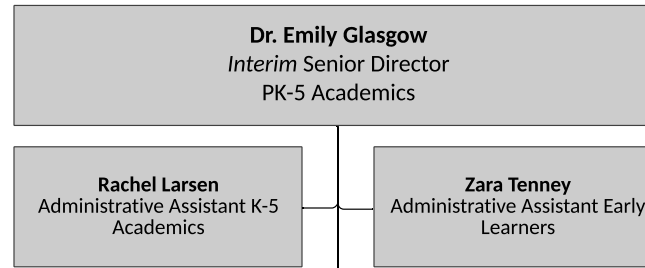 Dr. Emily Glasgow
Interim Senior Director
PK-5 Academics
Rachel Larsen
Administrative Assistant K-5
Academics
Zara Tenney
Administrative Assistant Early
Learners